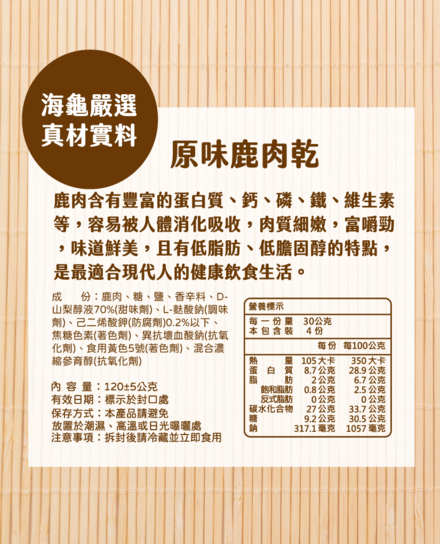 海龜嚴選
真材實料
原味鹿肉乾
鹿肉含有豐富的蛋白質、鈣、磷、鐵、維生素
等，容易被人體消化吸收，肉質細嫩，富嚼勁
，味道鮮美，且有低脂肪、低膽固醇的特點，
是最適合現代人的健康飲食生活。
成 份：鹿肉、糖、鹽、香辛料、D-
山梨醇液70%(甜味劑)、L-麩酸鈉(調味
劑)、己二烯酸鉀(防腐劑)0.2%以下、
焦糖色素(著色劑)、異抗壞血酸鈉(抗氧
化劑)、食用黃色5號(著色劑)、混合濃
縮參育醇(抗氧化劑)
內 容 量：120±5公克
有效日期：標示於封口處
保存方式：本產品請避免
放置於潮濕、高溫或日光曝曬處
注意事項：拆封後請冷藏並立即食用
營養標示
每一份量 30公克
本包含裝 4 份
每份 每100公克
熱量 105大卡 350大卡
蛋白質 8.7公克 28.9公克
脂肪 2公克 6.7公克
飽和脂肪 0.8公克 2.5公克
反式脂肪 0公克 0公克
碳水化合物 27公克 33.7公克
糖 9.2公克 30.5公克
鈉 317.1毫克 1057毫克